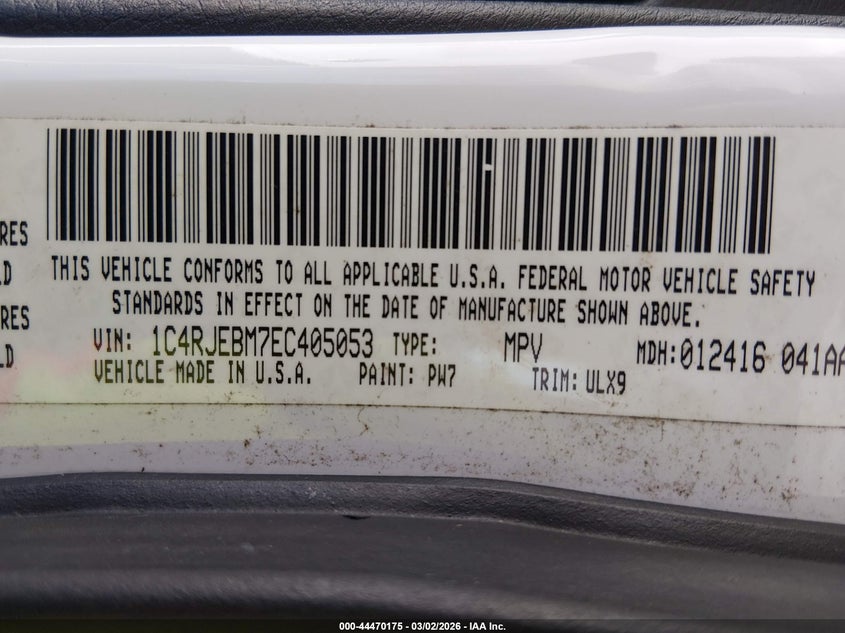 RES
LD
RES
LD
THIS VEHICLE CONFORMS TO ALL APPLICABLE U.S.A. FEDERAL MOTOR VEHICLE SAFETY
STANDARDS IN EFFECT ON THE DATE OF MANUFACTURE SHOWN ABOVE.
VIN: 1C4RJEBM7EC405053 TYPE: MPV MDH:012416 041AA
VEHICLE MADE IN U.S.A. PAINT: PW7 TRIM: ULX9
000-44470175 - 03/02/2026 - IAA Inc.